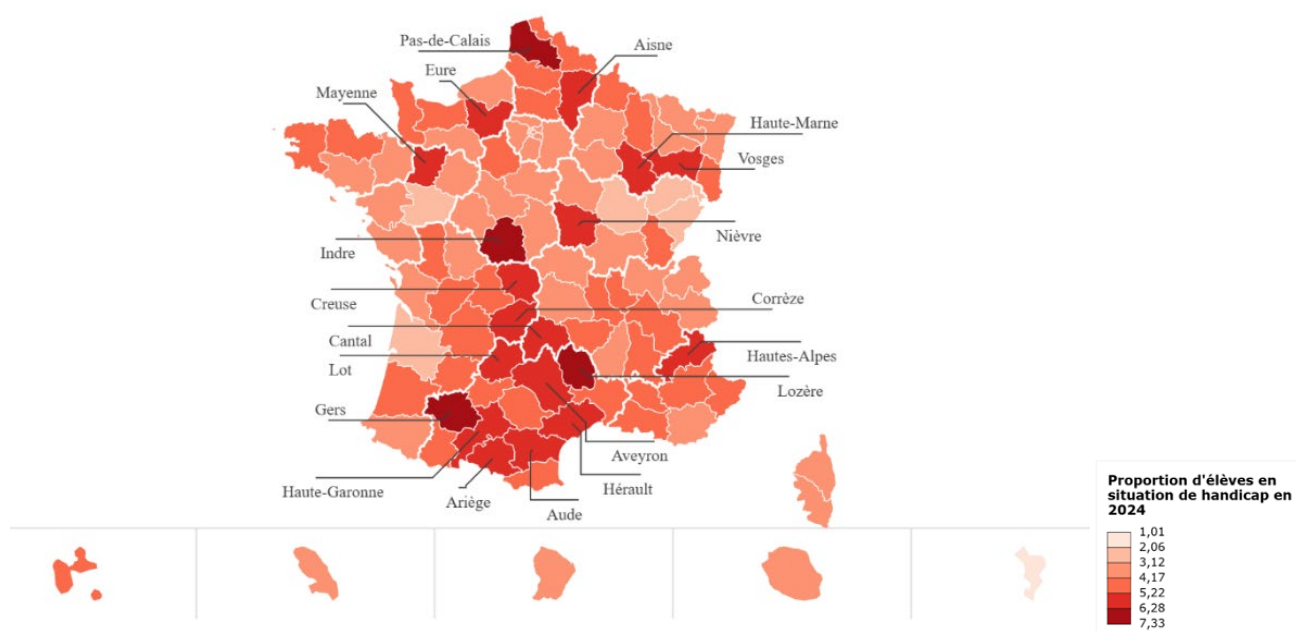 Pas-de-Calais
Aisne
Eure
Mayenne
Haute-Marne
Vosges
Nièvre
Indre
Creuse
Corrèze
Cantal
Hautes-Alpes
Lot
Lozère
Gers
Aveyron
Haute-Garonne
Hérault
Ariège
Aude
Proportion d'élèves en
situation de handicap en
2024
1,01
2,06
3,12
4,17
5,22
6,28
7,33